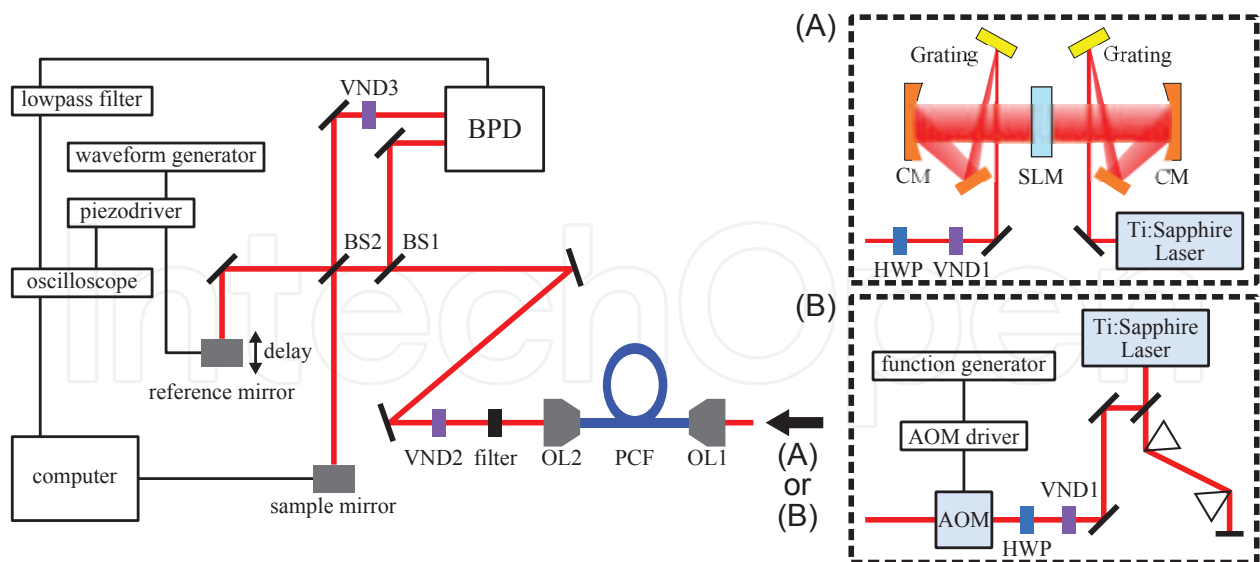 (A)
Grating
Grating
CM
SLM
CM
HWP
VND1
Ti:Sapphire
Laser
lowpass filter
VND3
BPD
waveform generator
piezodriver
BS2
BS1
oscilloscope
delay
reference mirror
VND2
filter
OL2
PCF
OL1
(A)
or
(B)
computer
sample mirror
(B)
Ti:Sapphire
Laser
function generator
AOM driver
VND1
AOM
HWP
IntechOpen